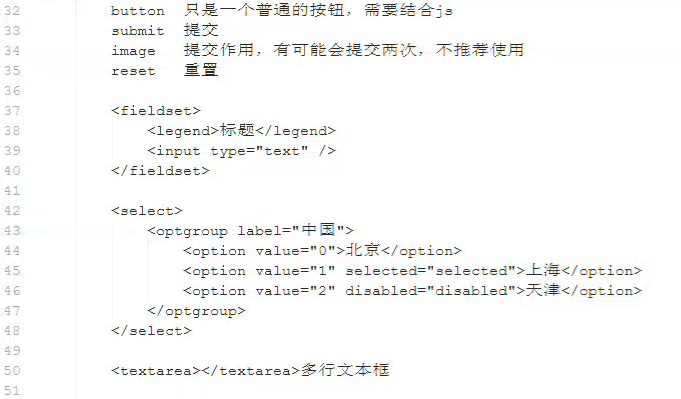 32 button 只是一个普通的按钮，需要结合js
33 submit 提交
34 image 提交作用，有可能会提交两次，不推荐使用
35 reset 重置
36
37 <fieldset>
38 <legend>标题</legend>
39 <input type="text" />
40 </fieldset>
41
42 <select>
43 <optgroup label="中国">
44 <option value="0">北京</option>
45 <option value="1" selected="selected">上海</option>
46 <option value="2" disabled="disabled">天津</option>
47 </optgroup>
48 </select>
49
50 <textarea></textarea>多行文本框
51